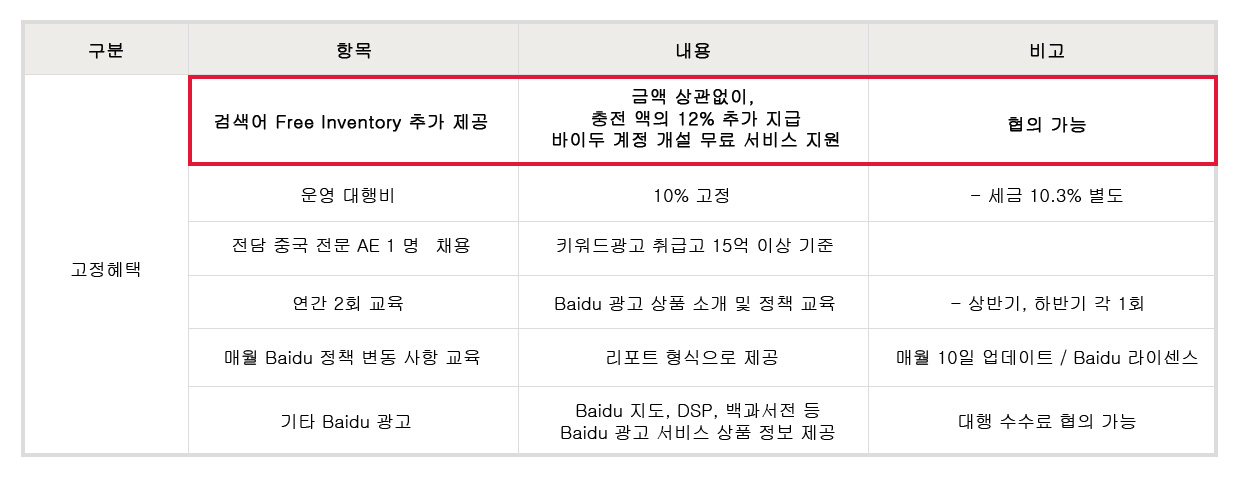 구분 항목 내용 비고
금액 상관없이,
검색어 Free Inventory 추가 제공 충전 액의 12% 추가 지급 협의 가능
바이두 계정 개설 무료 서비스 지원
운영 대행비 10% 고정 - 세금 10.3% 별도
전담 중국 전문 AE 1 명 채용 키워드광고 취급고 15억 이상 기준
고정혜택
연간 2회 교육 Baidu 광고 상품 소개 및 정책 교육 - 상반기, 하반기 각 1회
매월 Baidu 정책 변동 사항 교육 리포트 형식으로 제공 매월 10일 업데이트 / Baidu 라이센스
Baidu 지도, DSP, 백과서전 등
기타 Baidu 광고 대행 수수료 협의 가능
Baidu 광고 서비스 상품 정보 제공